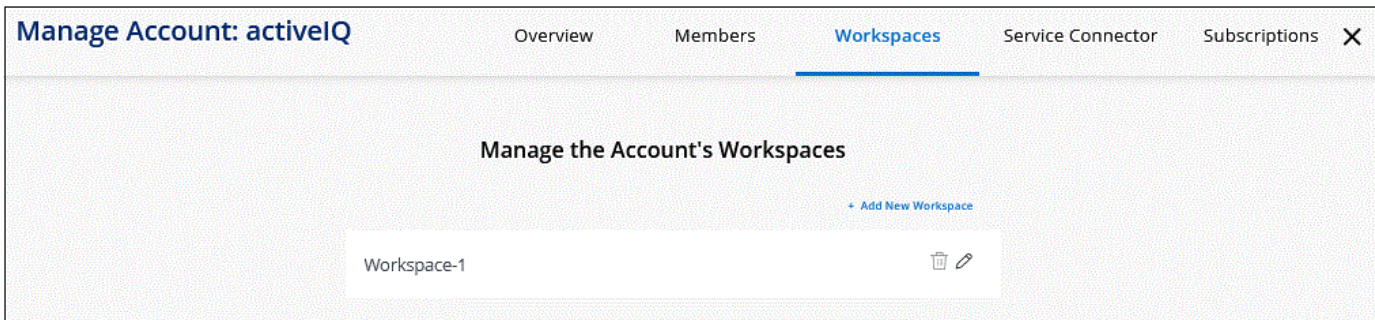 Manage Account: activeIQ
Overview
Members
Workspaces
Service Connector
Subscriptions
Manage the Account's Workspaces
+ Add New Workspace
Workspace-1